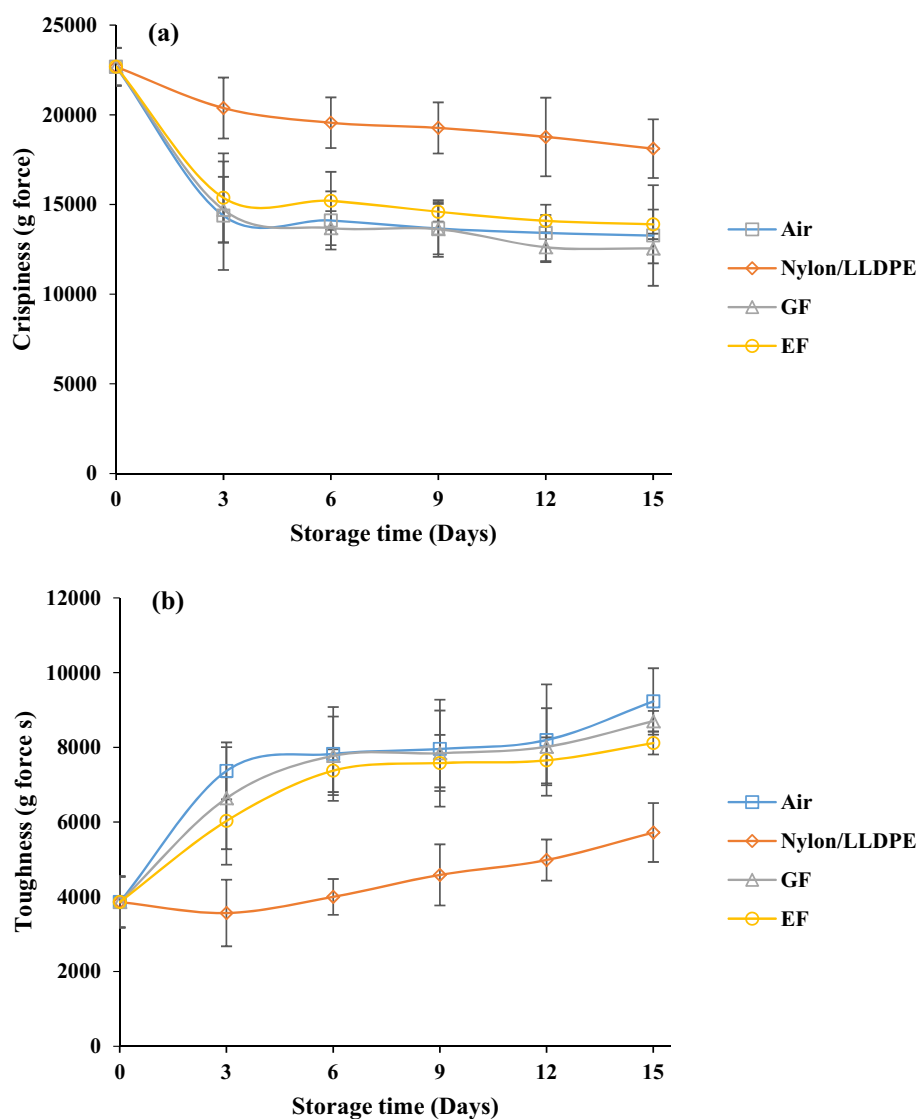 (a)
25000
20000
15000
10000
5000
0
Crispiness (g force)
0 3 6 9 12 15
Storage time (Days)
Air
Nylon/LLDPE
GF
EF
(b)
12000
10000
8000
6000
4000
2000
0
Toughness (g force s)
0 3 6 9 12 15
Storage time (Days)
Air
Nylon/LLDPE
GF
EF